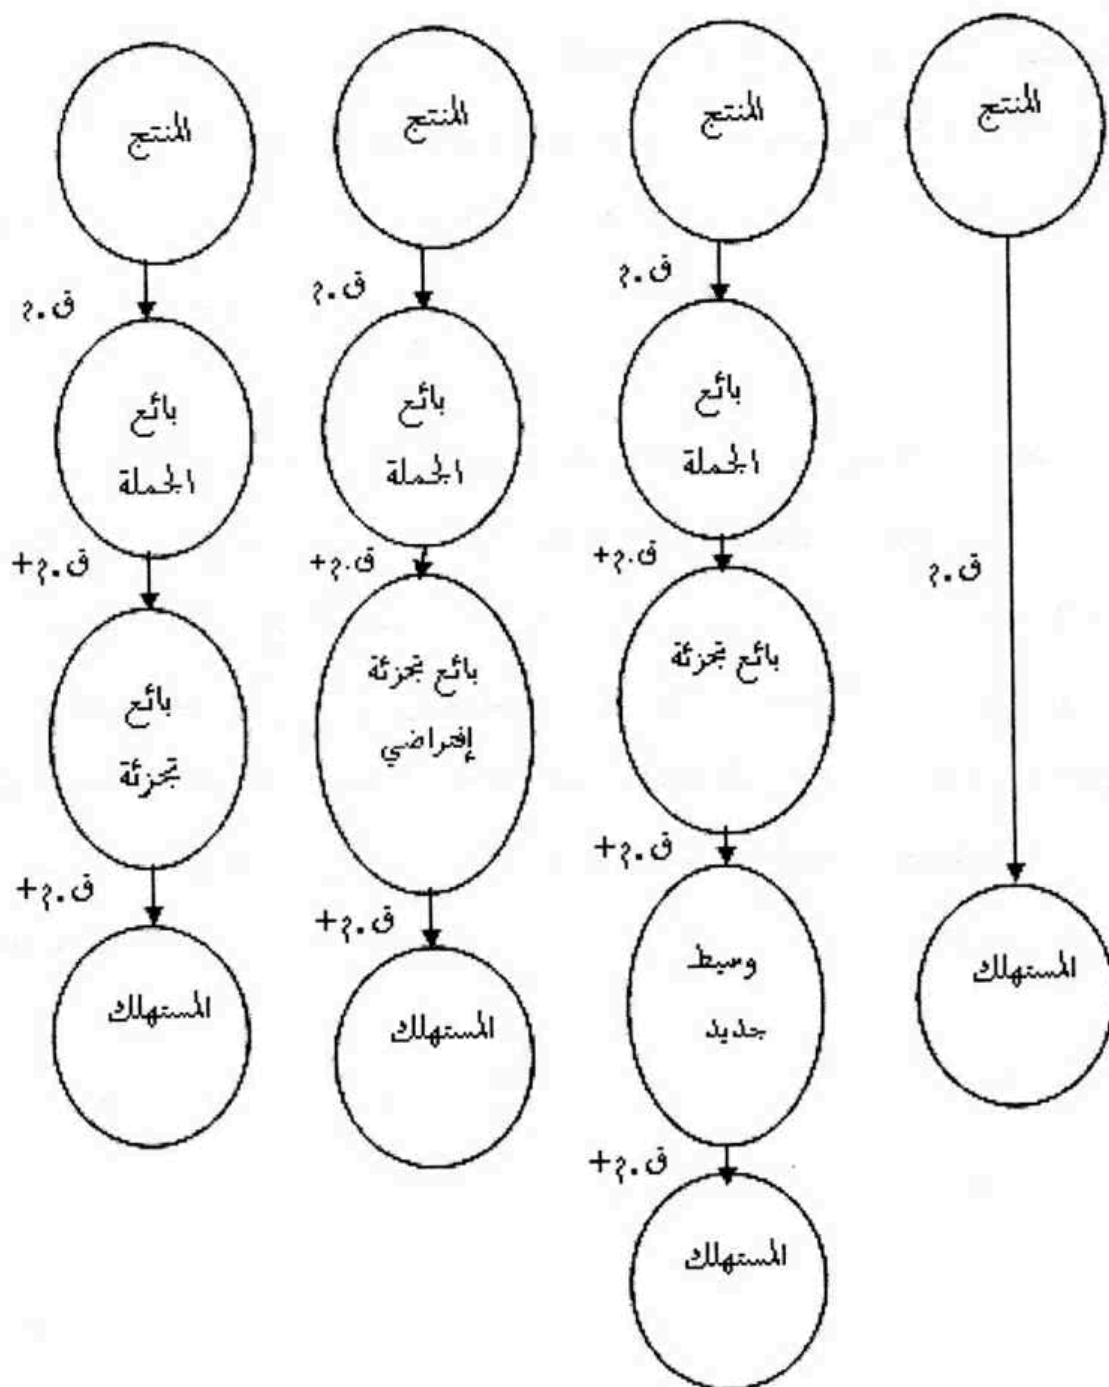 المنتج
ق.م
المستهلك
المنتج
ق.م
بائع
الجملة
ق.م+
بائع تجزئة
ق.م+
وسيط
جديد
ق.م+
المستهلك
المنتج
ق.م
بائع
الجملة
ق.م+
بائع تجزئة
إفتراضي
ق.م+
المستهلك
المنتج
ق.م
بائع
الجملة
ق.م+
بائع
تجزئة
ق.م+
المستهلك